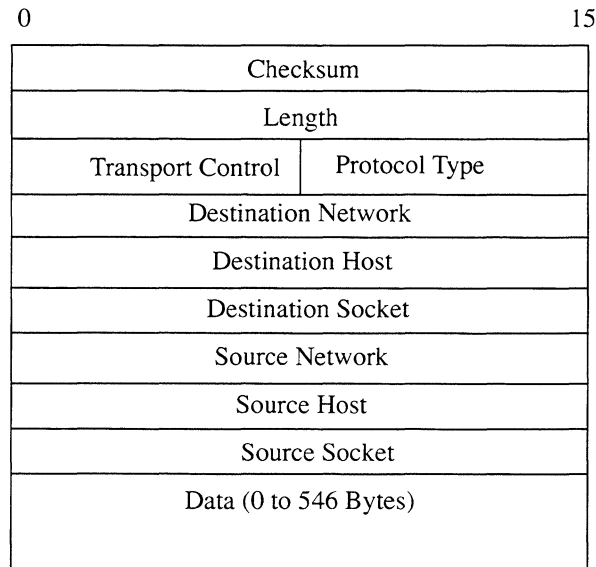 0 15
Checksum
Length
Transport Control Protocol Type
Destination Network
Destination Host
Destination Socket
Source Network
Source Host
Source Socket
Data (0 to 546 Bytes)